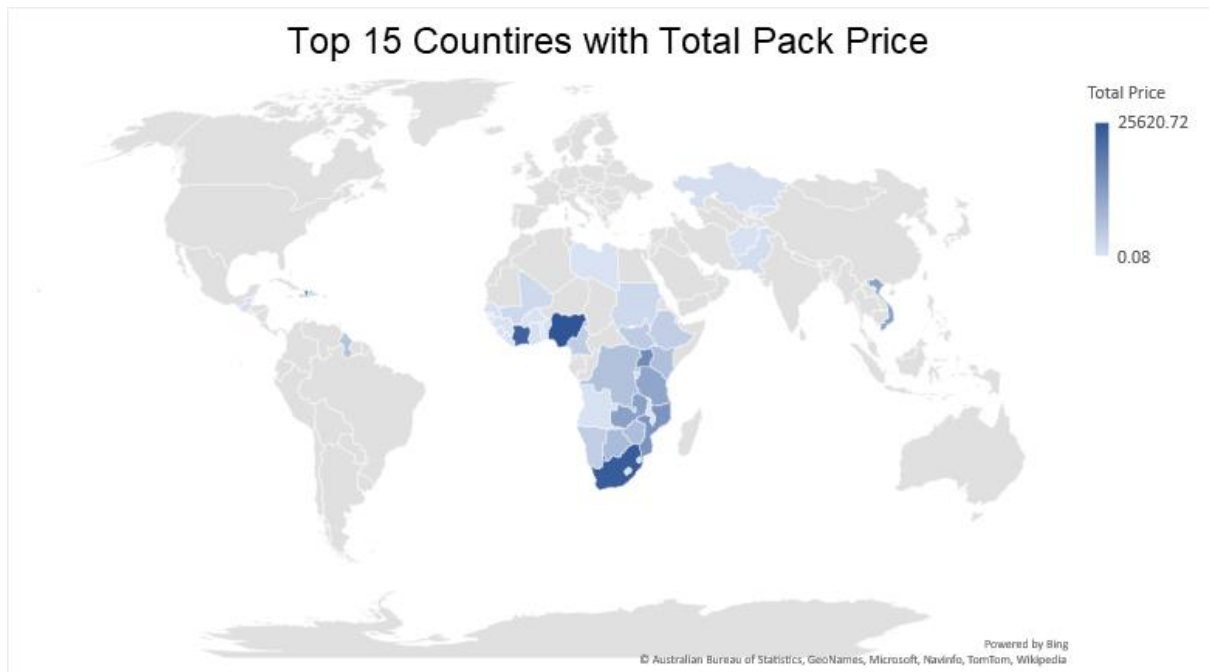 Top 15 Countires with Total Pack Price
Total Price
25620.72
0.08
Powered by Bing
© Australian Bureau of Statistics, GeoNames, Microsoft, Navinfo, TomTom, Wikipedia